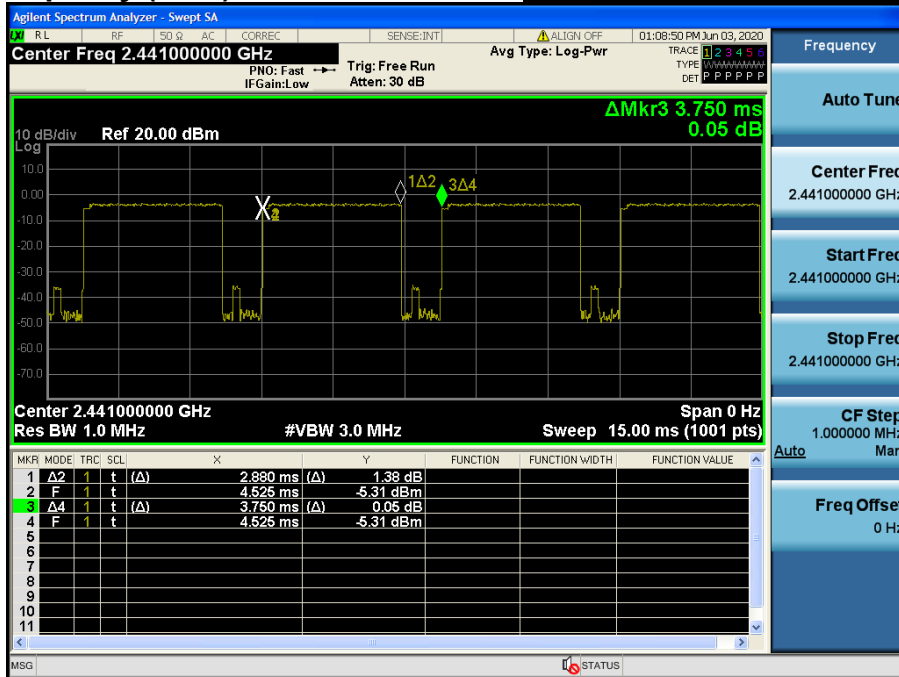 Agilent Spectrum Analyzer - Swept SA
LXI RL RF 50 Ω AC CORREC SENSE:INT ALIGN OFF 01:08:50 PM Jun 03, 2020
Center Freq 2.441000000 GHz Avg Type: Log-Pwr TRACE 1 2 3 4 5 6
PNO: Fast Trig: Free Run TYPE WWWWWW
IFGain:Low Atten: 30 dB DET P P P P P P
ΔMkr3 3.750 ms
10 dB/div Ref 20.00 dBm 0.05 dB
Log
10.0
0.00
-10.0
-20.0
-30.0
-40.0
-50.0
-60.0
-70.0
1Δ2 3Δ4
X 2
Center 2.441000000 GHz Span 0 Hz
Res BW 1.0 MHz #VBW 3.0 MHz Sweep 15.00 ms (1001 pts)
MKR MODE TRC SCL X Y FUNCTION FUNCTION WIDTH FUNCTION VALUE
1 Δ2 1 t (Δ) 2.880 ms (Δ) 1.38 dB
2 F 1 t 4.525 ms -5.31 dBm
3 Δ4 1 t (Δ) 3.750 ms (Δ) 0.05 dB
4 F 1 t 4.525 ms -5.31 dBm
5
6
7
8
9
10
11
MSG STATUS
Frequency
Auto Tune
Center Freq
2.441000000 GHz
Start Freq
2.441000000 GHz
Stop Freq
2.441000000 GHz
CF Step
1.000000 MHz
Auto Man
Freq Offset
0 Hz